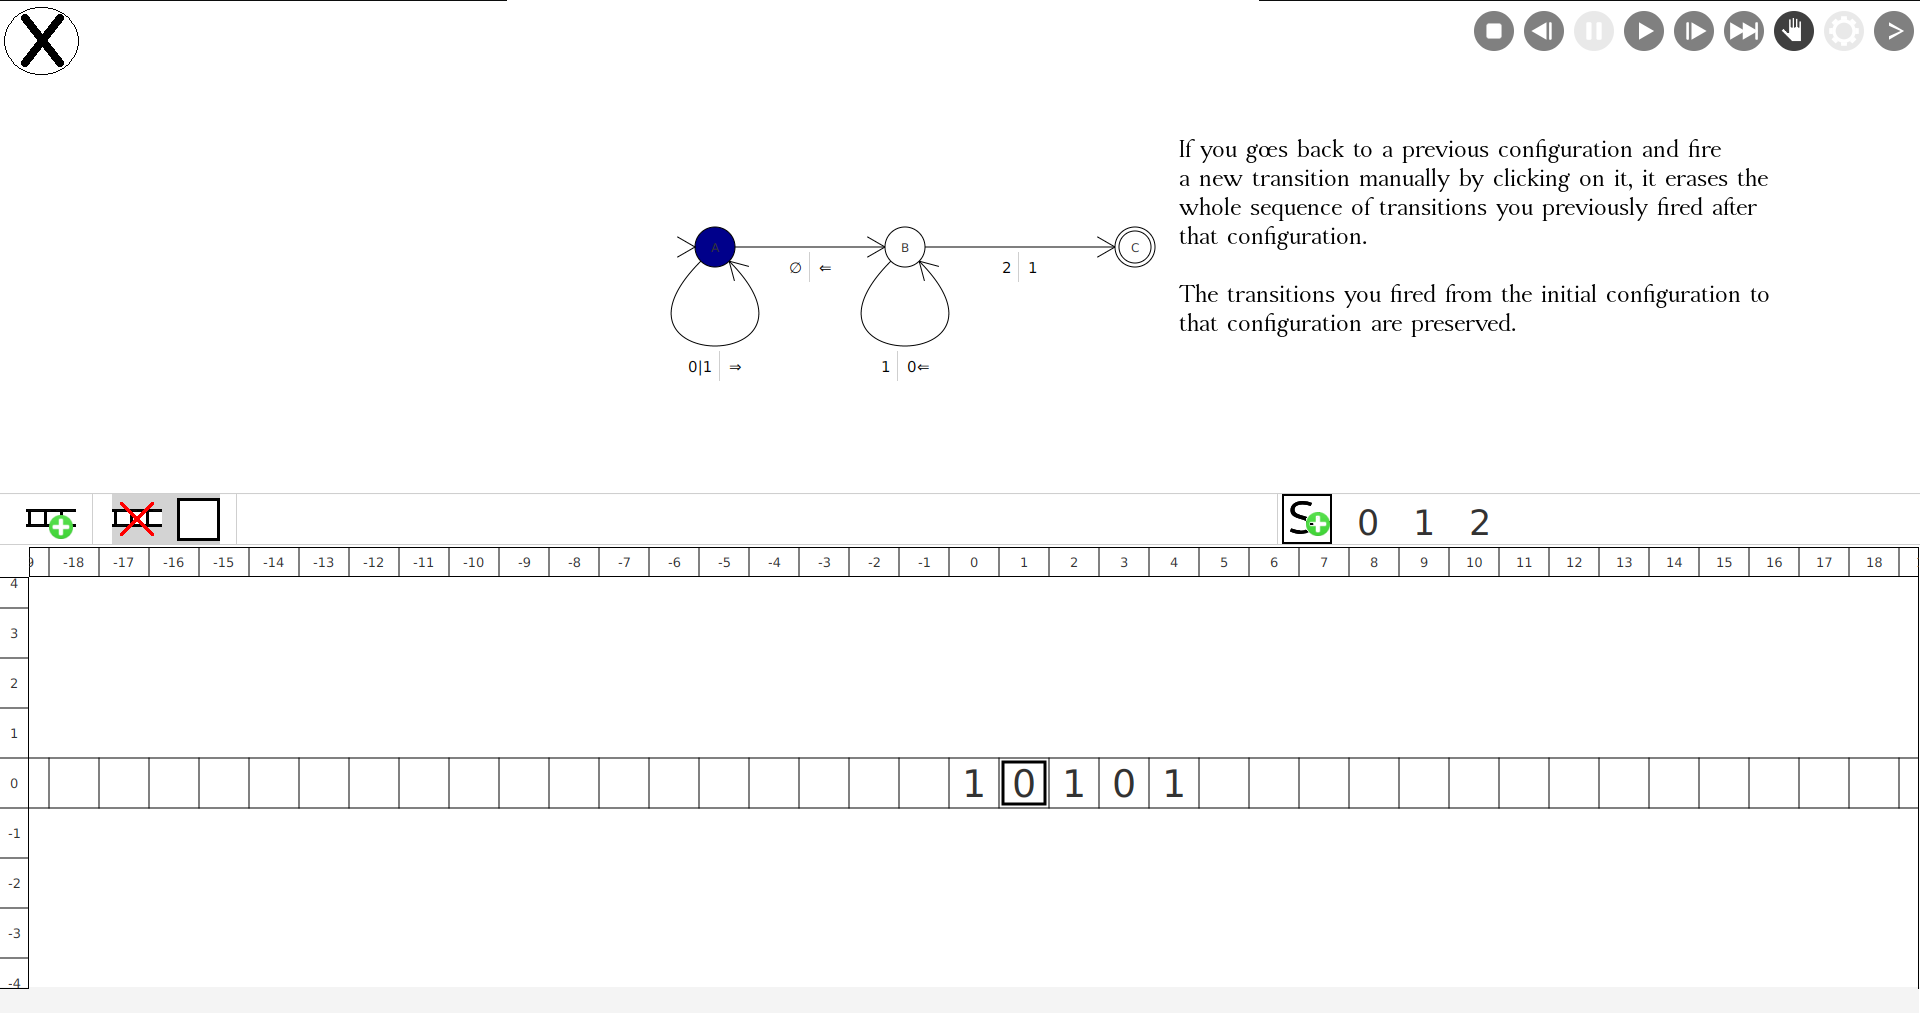 If you goes back to a previous configuration and fire
a new transition manually by clicking on it, it erases the
whole sequence of transitions you previously fired after
that configuration.
The transitions you fired from the initial configuration to
that configuration are preserved.
A B C
∅ ⇐ 2 1
0|1 ⇒ 1 0⇐
S 0 1 2
9 -18 -17 -16 -15 -14 -13 -12 -11 -10 -9 -8 -7 -6 -5 -4 -3 -2 -1 0 1 2 3 4 5 6 7 8 9 10 11 12 13 14 15 16 17 18
4
3
2
1
0 1 0 1 0 1
-1
-2
-3
-4